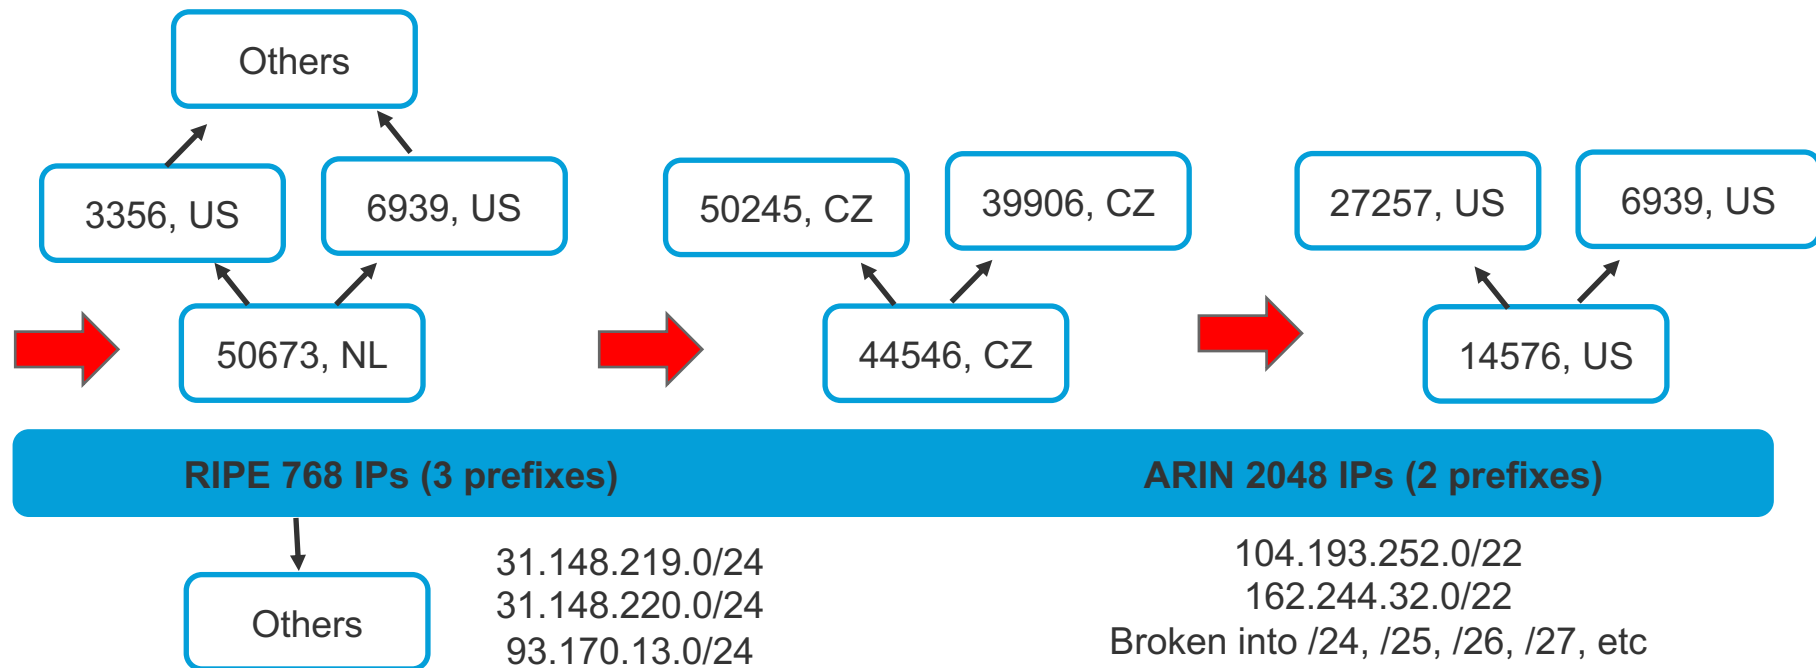 Others
3356, US
6939, US
50245, CZ
39906, CZ
27257, US
6939, US
50673, NL
44546, CZ
14576, US
RIPE 768 IPs (3 prefixes)
ARIN 2048 IPs (2 prefixes)
Others
31.148.219.0/24
31.148.220.0/24
93.170.13.0/24
104.193.252.0/22
162.244.32.0/22
Broken into /24, /25, /26, /27, etc